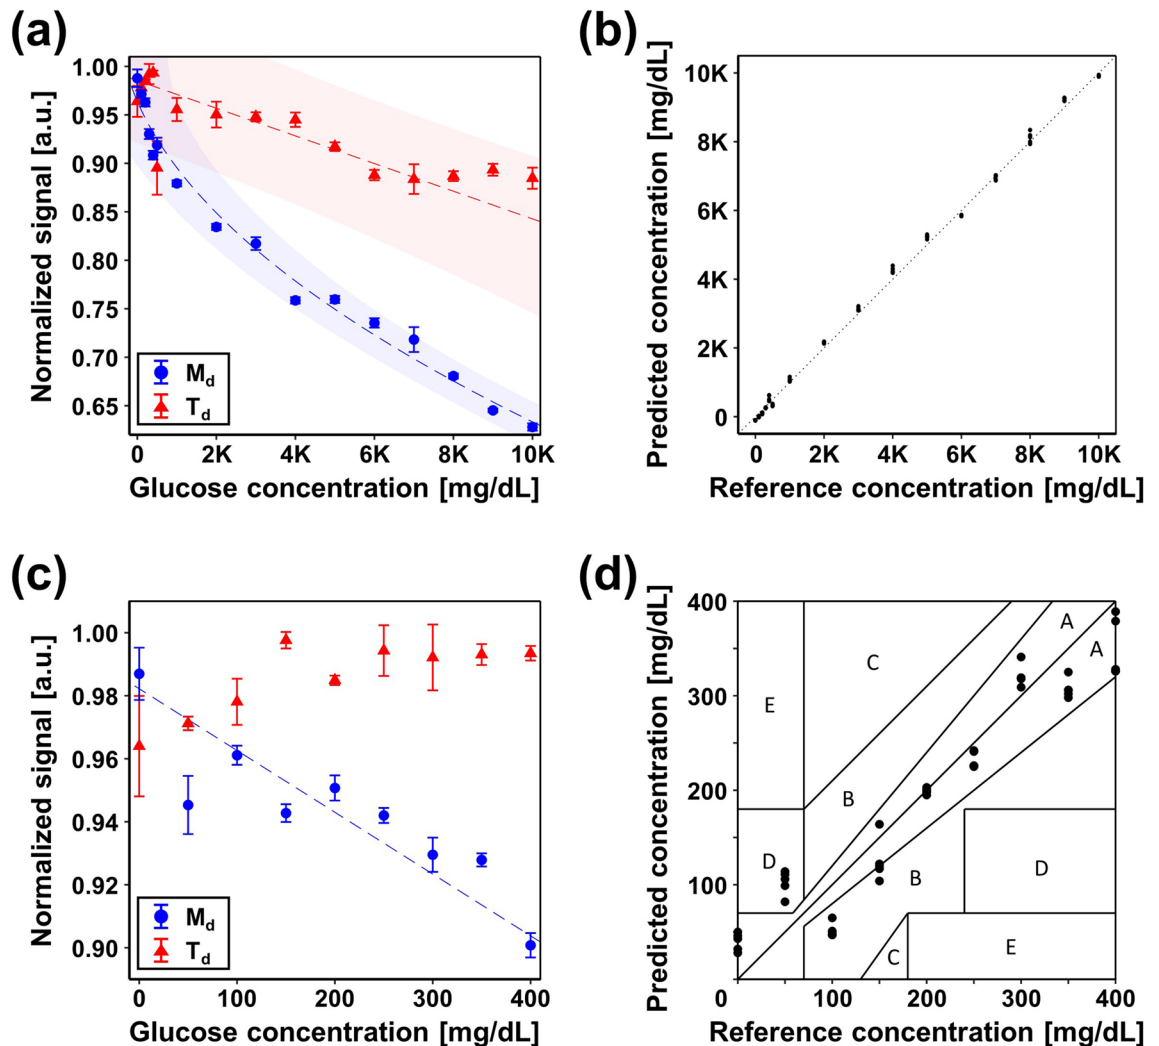 (a)
Normalized signal [a.u.]
1.00
0.95
0.90
0.85
0.80
0.75
0.70
0.65
M_d
T_d
0 2K 4K 6K 8K 10K
Glucose concentration [mg/dL]
(b)
Predicted concentration [mg/dL]
10K
8K
6K
4K
2K
0
0 2K 4K 6K 8K 10K
Reference concentration [mg/dL]
(c)
Normalized signal [a.u.]
1.00
0.98
0.96
0.94
0.92
0.90
M_d
T_d
0 100 200 300 400
Glucose concentration [mg/dL]
(d)
Predicted concentration [mg/dL]
400
300
200
100
0
A
A
C
E
B
D
B
D
C
E
0 100 200 300 400
Reference concentration [mg/dL]